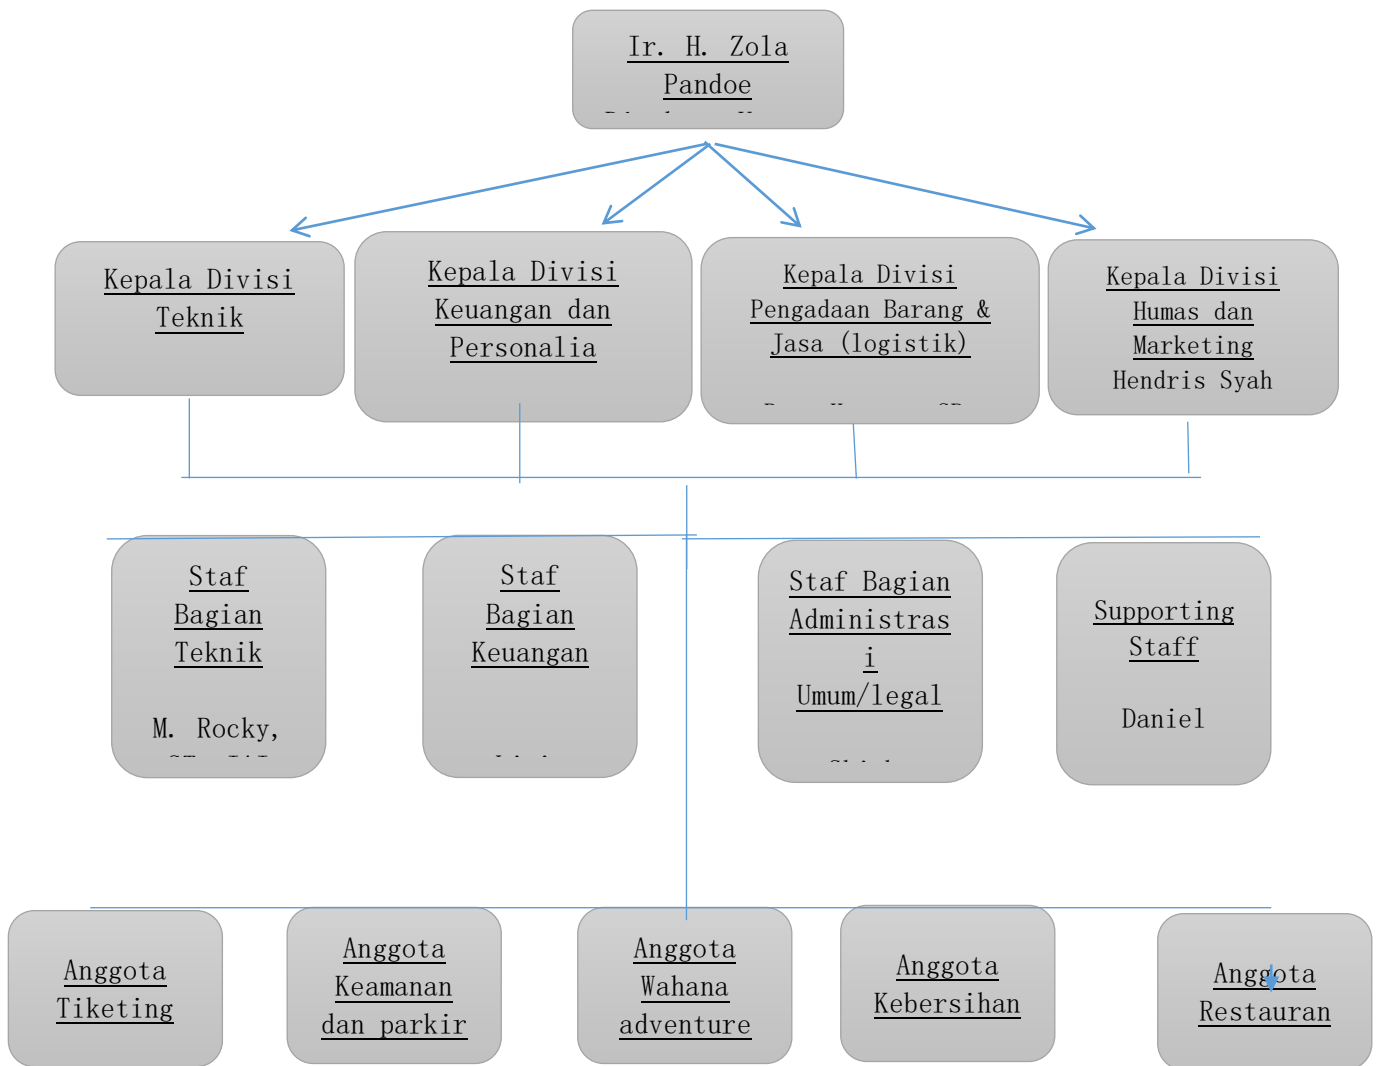 Ir. H. Zola
Pandoe
Kepala Divisi
Teknik
Kepala Divisi
Keuangan dan
Personalia
Kepala Divisi
Pengadaan Barang &
Jasa (logistik)
Kepala Divisi
Humas dan
Marketing
Hendris Syah
Staf
Bagian
Teknik
M. Rocky,
Staf
Bagian
Keuangan
Staf Bagian
Administras
i
Umum/legal
Supporting
Staff
Daniel
Anggota
Tiketing
Anggota
Keamanan
dan parkir
Anggota
Wahana
adventure
Anggota
Kebersihan
Anggota
Restauran